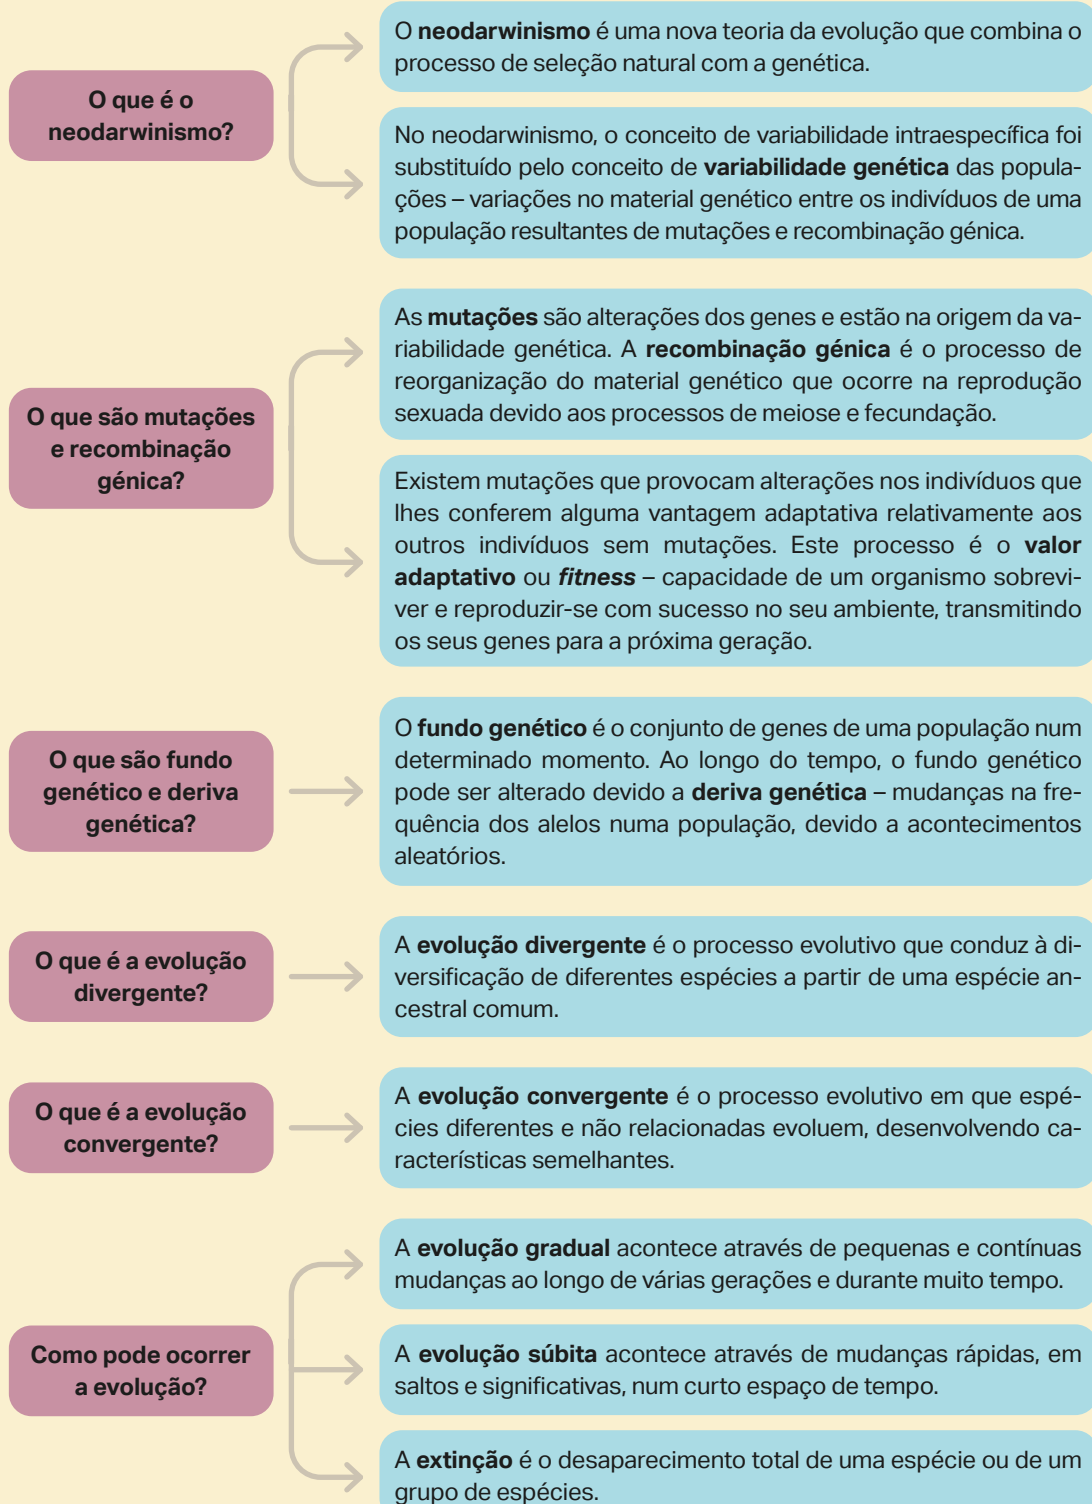 O que é o
neodarwinismo?
O neodarwinismo é uma nova teoria da evolução que combina o
processo de seleção natural com a genética.
No neodarwinismo, o conceito de variabilidade intraespecífica foi
substituído pelo conceito de variabilidade genética das popula-
ções – variações no material genético entre os indivíduos de uma
população resultantes de mutações e recombinação génica.
O que são mutações
e recombinação
génica?
As mutações são alterações dos genes e estão na origem da va-
riabilidade genética. A recombinação génica é o processo de
reorganização do material genético que ocorre na reprodução
sexuada devido aos processos de meiose e fecundação.
Existem mutações que provocam alterações nos indivíduos que
lhes conferem alguma vantagem adaptativa relativamente aos
outros indivíduos sem mutações. Este processo é o valor
adaptativo ou fitness – capacidade de um organismo sobrevi-
ver e reproduzir-se com sucesso no seu ambiente, transmitindo
os seus genes para a próxima geração.
O que são fundo
genético e deriva
genética?
O fundo genético é o conjunto de genes de uma população num
determinado momento. Ao longo do tempo, o fundo genético
pode ser alterado devido a deriva genética – mudanças na fre-
quência dos alelos numa população, devido a acontecimentos
aleatórios.
O que é a evolução
divergente?
A evolução divergente é o processo evolutivo que conduz à di-
versificação de diferentes espécies a partir de uma espécie an-
cestral comum.
O que é a evolução
convergente?
A evolução convergente é o processo evolutivo em que espé-
cies diferentes e não relacionadas evoluem, desenvolvendo ca-
racterísticas semelhantes.
Como pode ocorrer
a evolução?
A evolução gradual acontece através de pequenas e contínuas
mudanças ao longo de várias gerações e durante muito tempo.
A evolução súbita acontece através de mudanças rápidas, em
saltos e significativas, num curto espaço de tempo.
A extinção é o desaparecimento total de uma espécie ou de um
grupo de espécies.